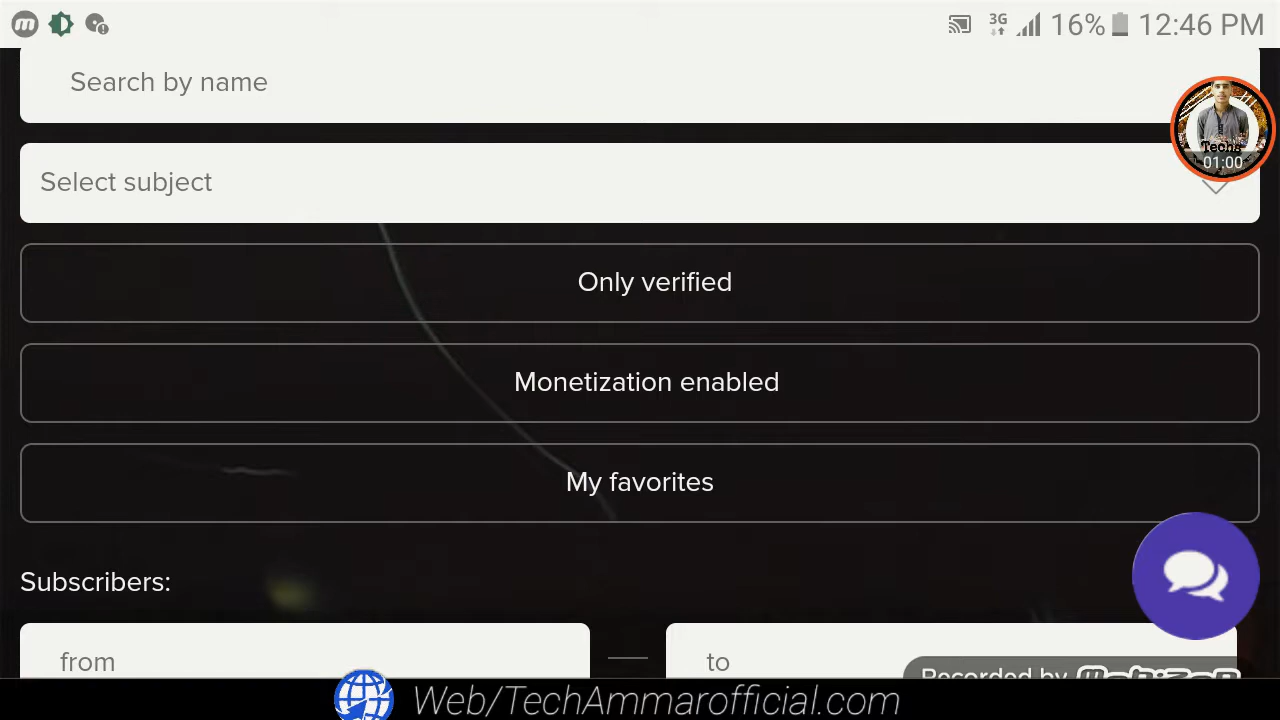 3G 16% 12:46 PM
Search by name
Select subject
01:00
Only verified
Monetization enabled
My favorites
Subscribers:
from
to
Recorded by
Web/TechAmmarofficial.com